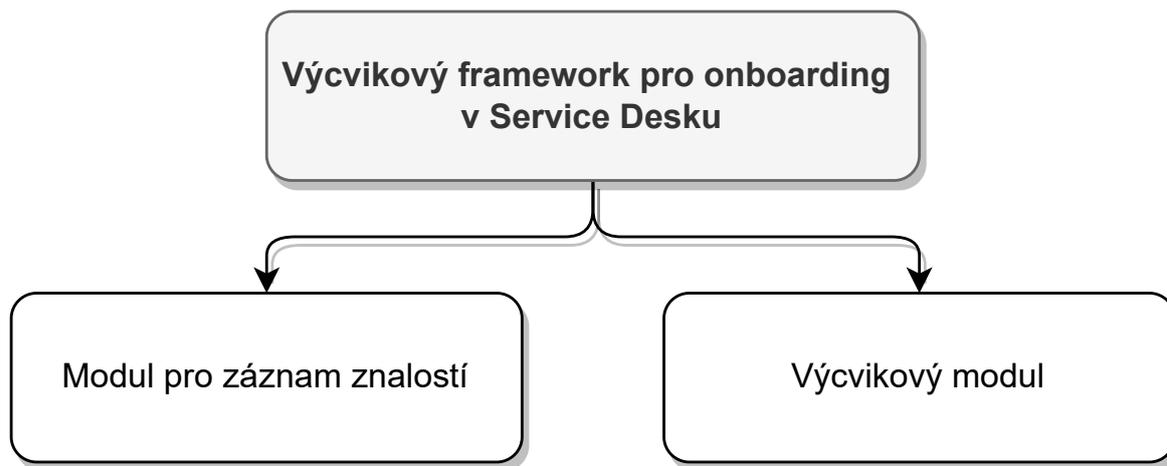 Výcvikový framework pro onboarding
v Service Desku
Modul pro záznam znalostí
Výcvikový modul